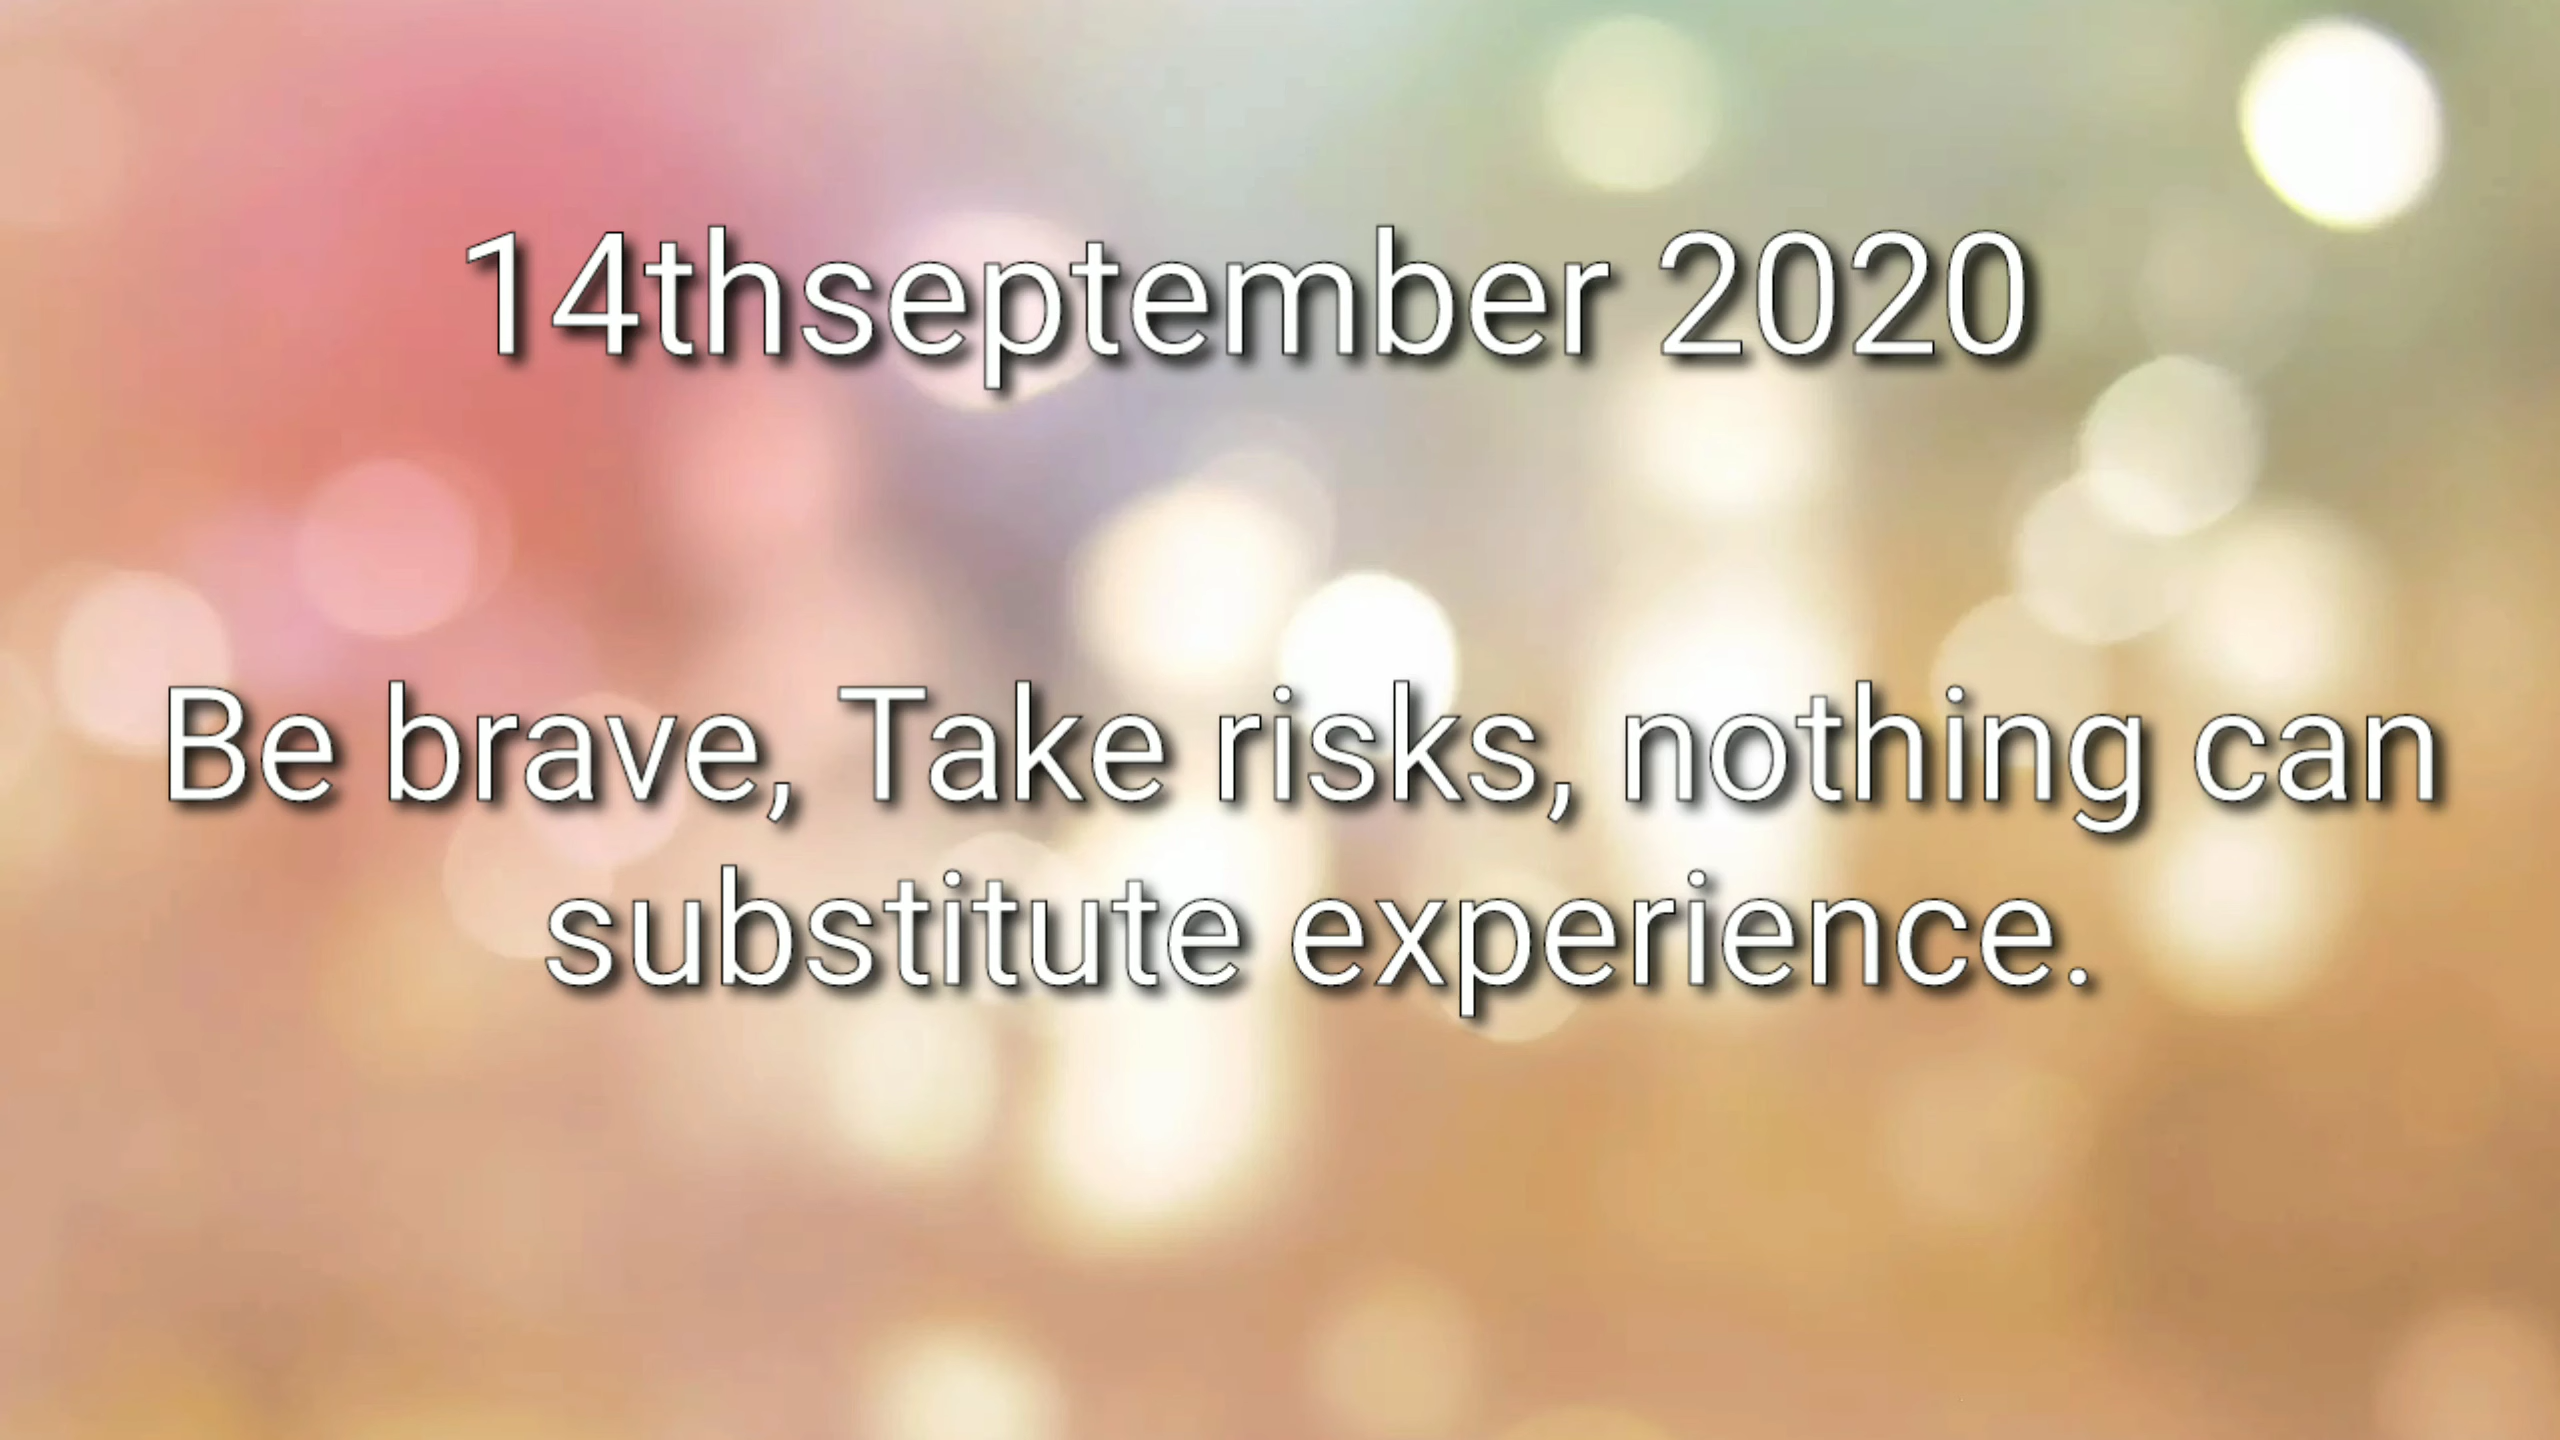 14thseptember 2020
Be brave, Take risks, nothing can
substitute experience.